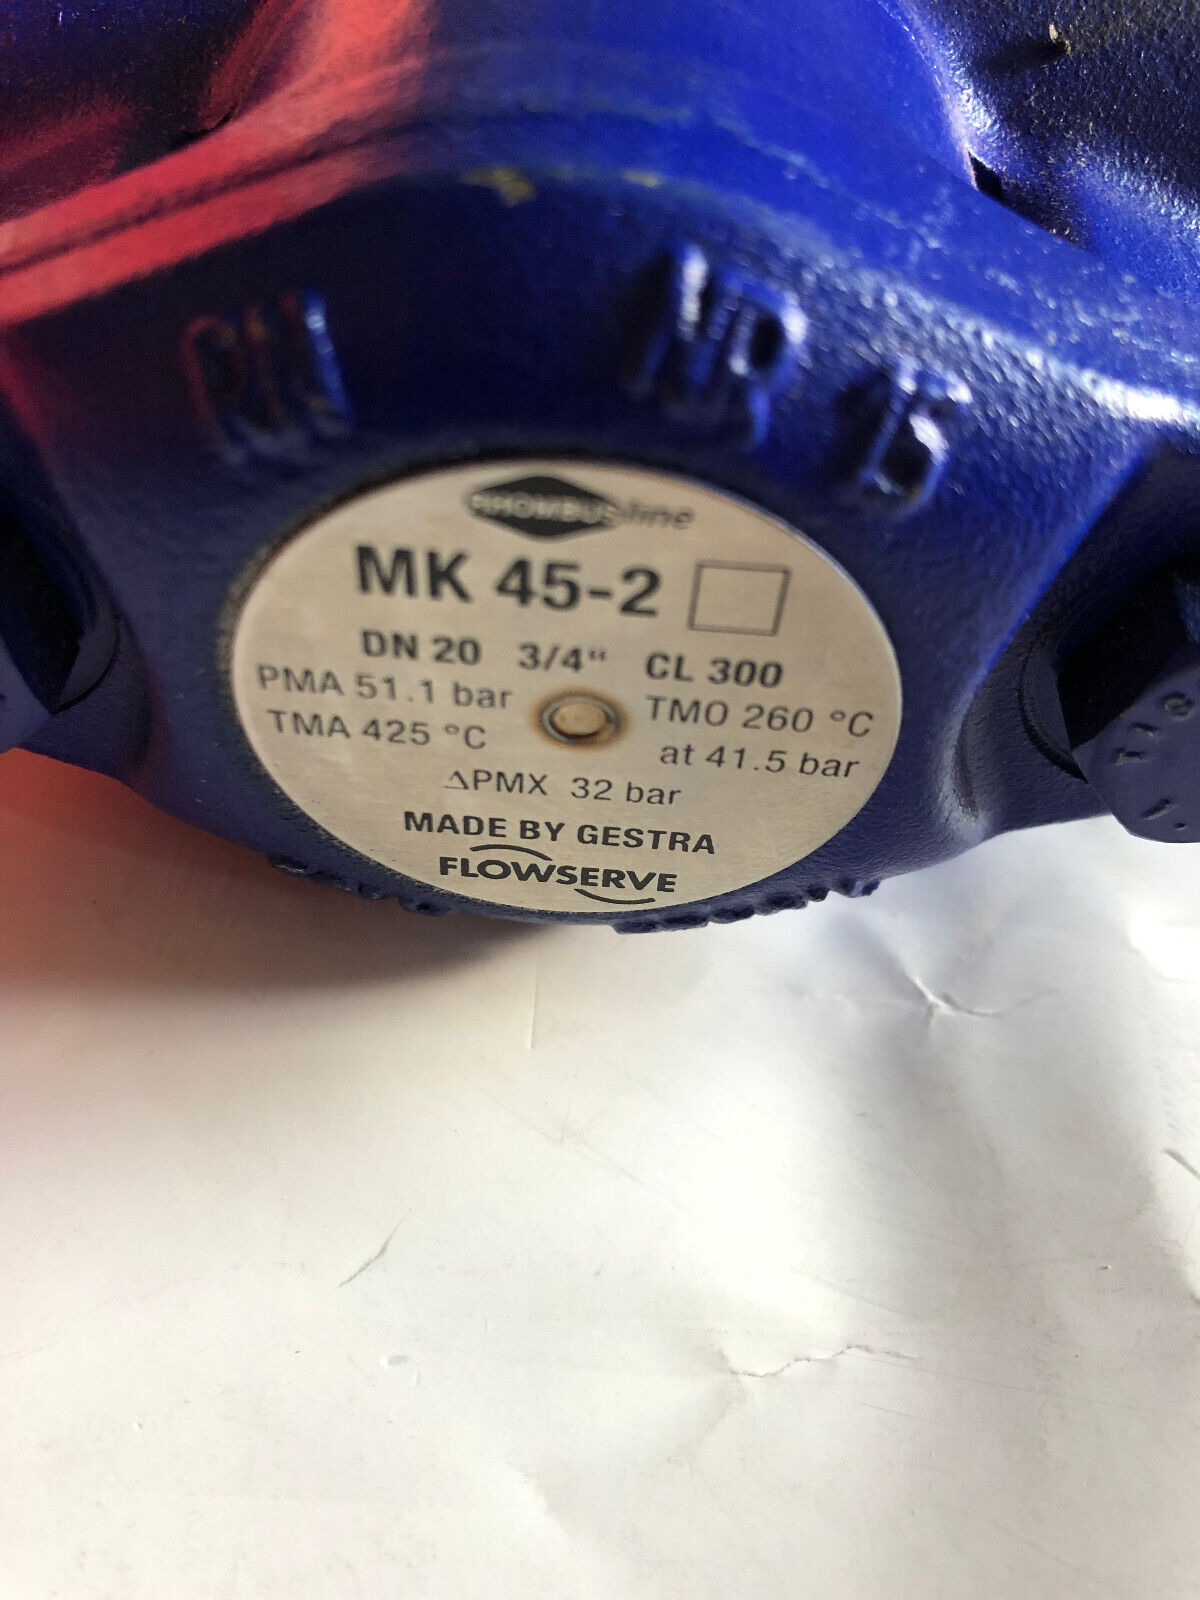 RHOMBUSline
MK 45-2
DN 20 3/4“ CL 300
PMA 51.1 bar
TMO 260 °C
TMA 425 °C
at 41.5 bar
ΔPMX 32 bar
MADE BY GESTRA
FLOWSERVE